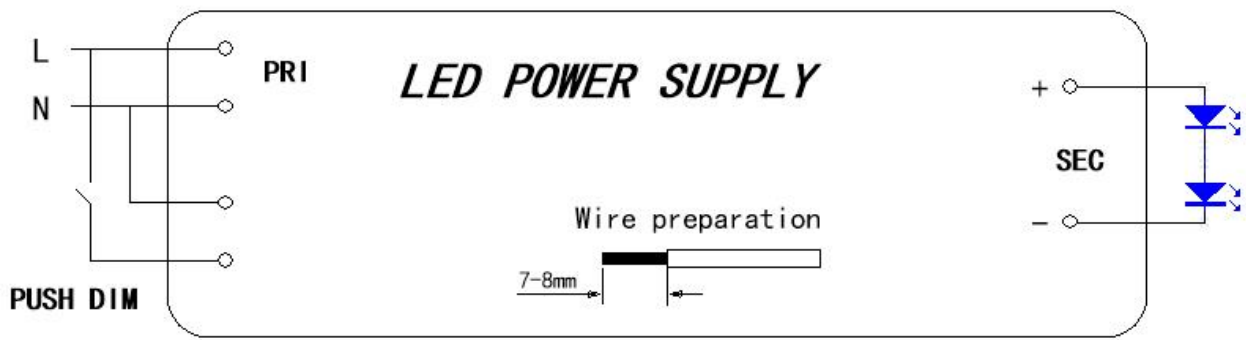 L
N
PRI
LED POWER SUPPLY
+
SEC
-
Wire preparation
7-8mm
PUSH DIM